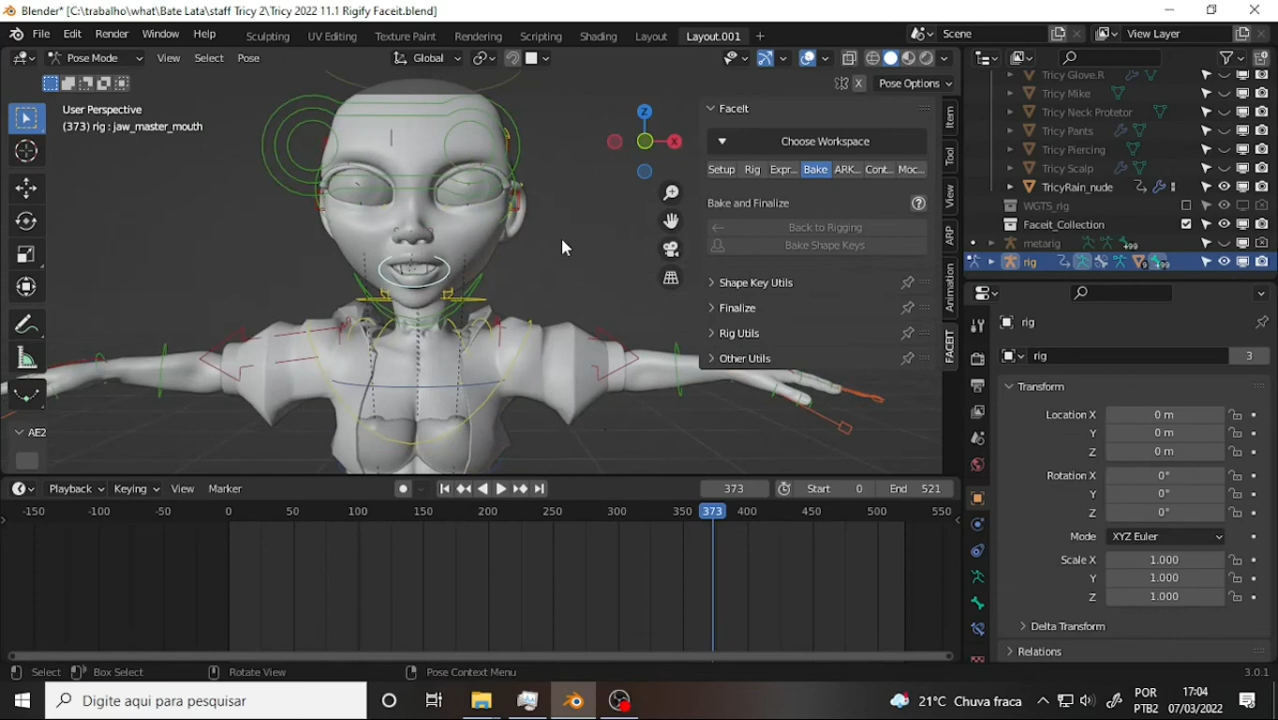 Blender* [C:\trabalho\what\Bate Lata\staff Tricy 2\Tricy 2022 11.1 Rigify Faceit.blend]
File Edit Render Window Help Sculpting UV Editing Texture Paint Rendering Scripting Shading Layout Layout.001 + Scene View Layer
Pose Mode View Select Pose Global
X Pose Options
User Perspective
(373) rig : jaw_master_mouth
AE2
Z
X
FaceIt
Choose Workspace
Setup Rig Expr... Bake ARK... Cont... Moc...
Bake and Finalize ?
Back to Rigging
Bake Shape Keys
Shape Key Utils
Finalize
Rig Utils
Other Utils
Item
Tool
View
ARP
Animation
FACEIT
Tricy Glove.R
Tricy Mike
Tricy Neck Protetor
Tricy Pants
Tricy Piercing
Tricy Scalp
TricyRain_nude
WGTS_rig
Faceit_Collection
metarig +99
rig 9 +99
rig
rig 3
Transform
Location X 0 m
Y 0 m
Z 0 m
Rotation X 0°
Y 0°
Z 0°
Mode XYZ Euler
Scale X 1.000
Y 1.000
Z 1.000
Delta Transform
Relations
Playback Keying View Marker 373 Start 0 End 521
-150 -100 -50 0 50 100 150 200 250 300 350 373 400 450 500 550
Select Box Select Rotate View Pose Context Menu 3.0.1
Digite aqui para pesquisar
21°C Chuva fraca
POR
PTB2
17:04
07/03/2022